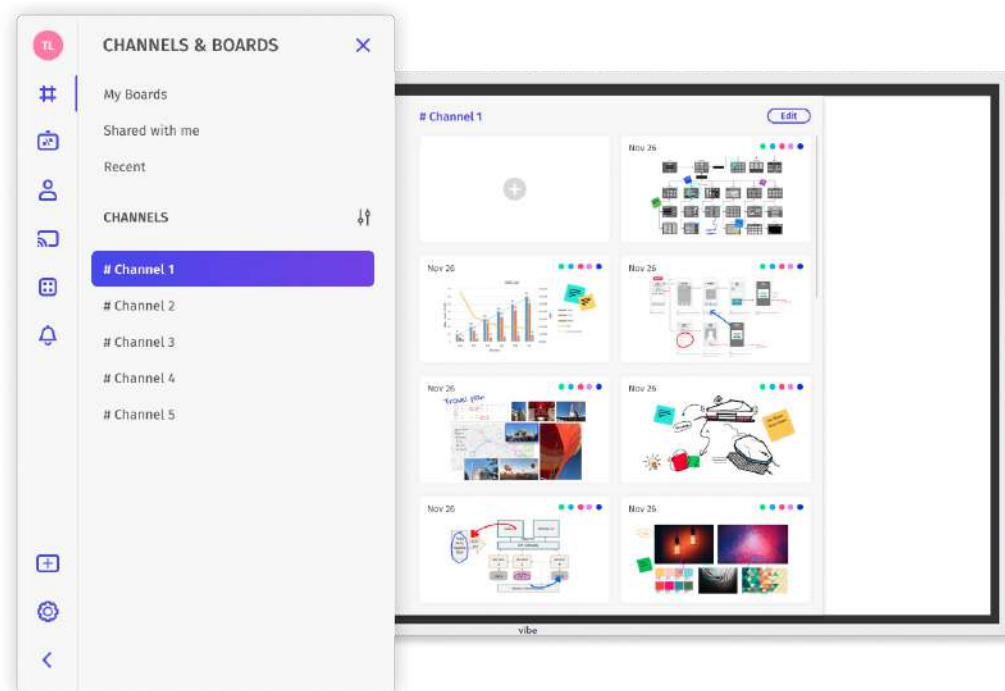 TL
CHANNELS & BOARDS
My Boards
Shared with me
Recent
CHANNELS
# Channel 1
# Channel 2
# Channel 3
# Channel 4
# Channel 5
# Channel 1
Edit
Nov 26
Nov 26
Nov 26
Nov 26
Travel plan
Nov 26
Nov 26
Nov 26
vibe